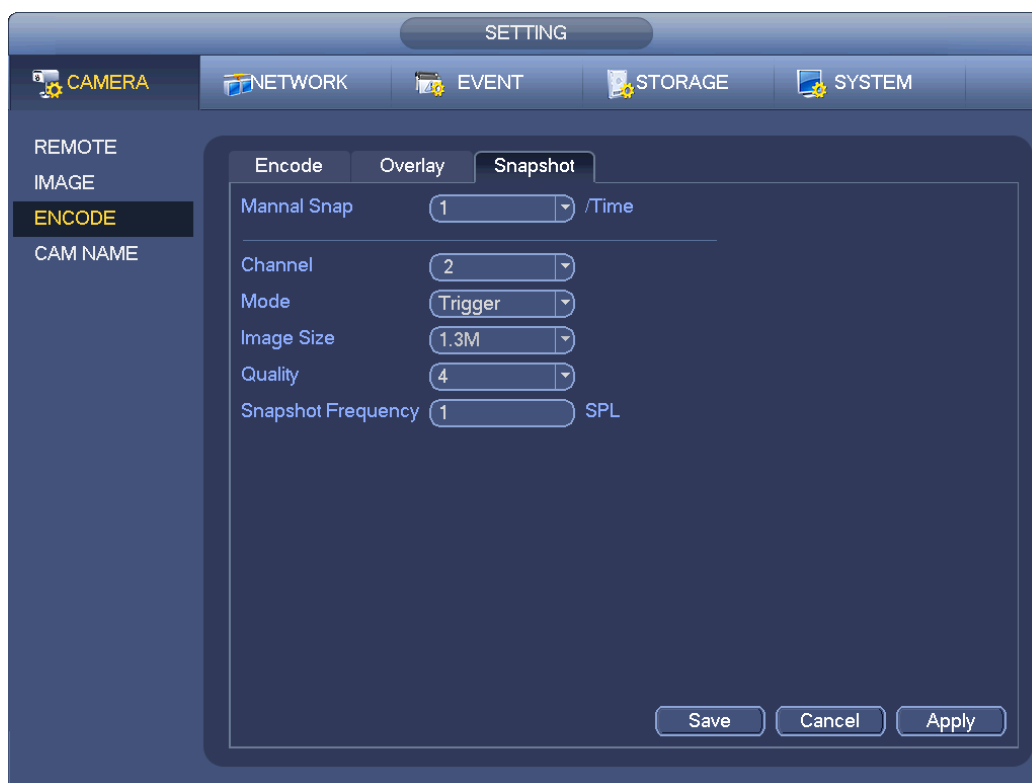 SETTING
CAMERA NETWORK EVENT STORAGE SYSTEM
REMOTE
IMAGE
ENCODE
CAM NAME
Encode Overlay Snapshot
Mannal Snap 1 /Time
Channel 2
Mode Trigger
Image Size 1.3M
Quality 4
Snapshot Frequency 1 SPL
Save Cancel Apply